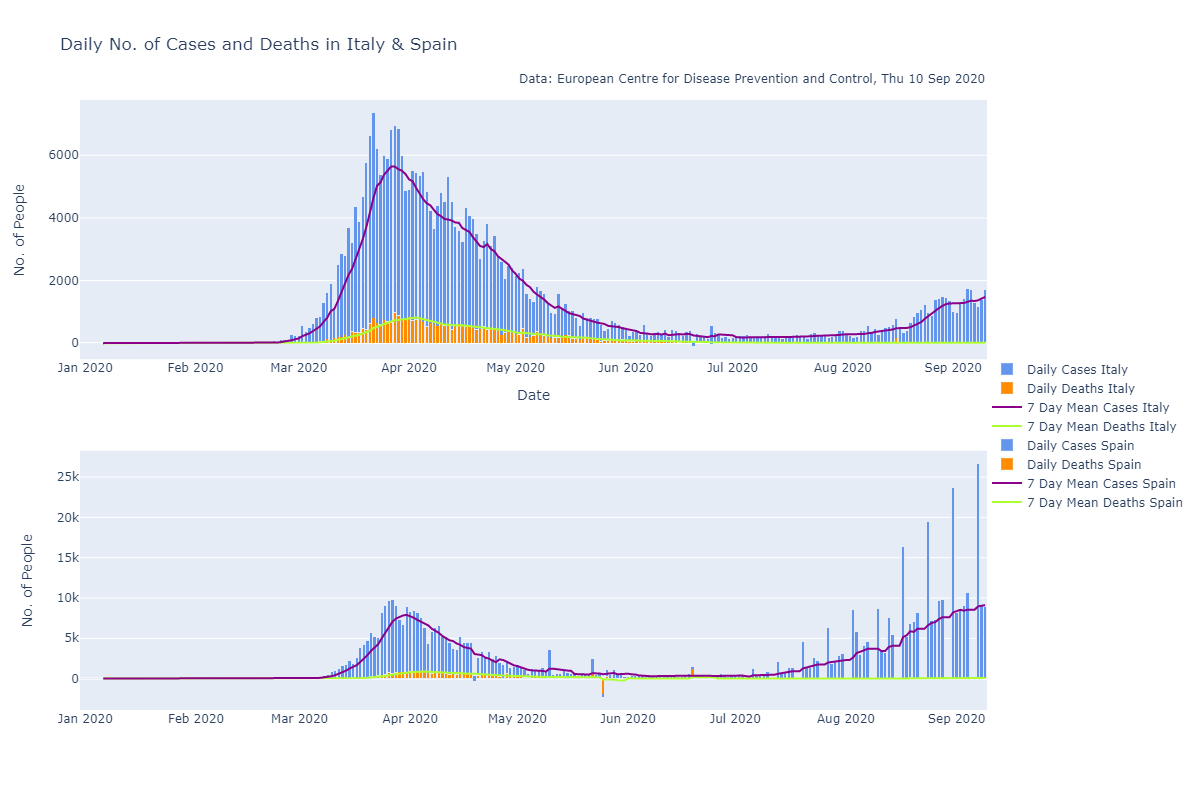 Daily No. of Cases and Deaths in Italy & Spain
Data: European Centre for Disease Prevention and Control, Thu 10 Sep 2020
No. of People
6000
4000
2000
0
Jan 2020 Feb 2020 Mar 2020 Apr 2020 May 2020 Jun 2020 Jul 2020 Aug 2020 Sep 2020
Date
Daily Cases Italy
Daily Deaths Italy
7 Day Mean Cases Italy
7 Day Mean Deaths Italy
Daily Cases Spain
Daily Deaths Spain
7 Day Mean Cases Spain
7 Day Mean Deaths Spain
No. of People
25k
20k
15k
10k
5k
0
Jan 2020 Feb 2020 Mar 2020 Apr 2020 May 2020 Jun 2020 Jul 2020 Aug 2020 Sep 2020